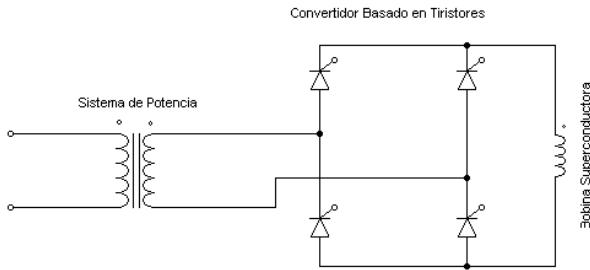 Convertidor Basado en Tiristores
Sistema de Potencia
Bobina Superconductora